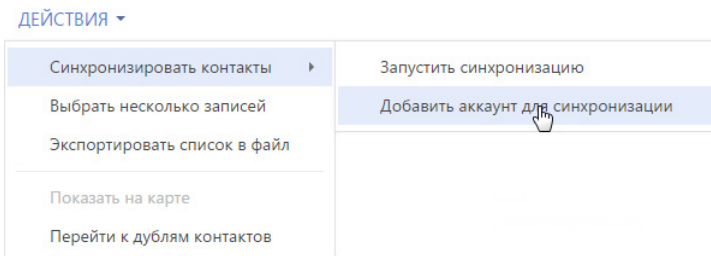 ДЕЙСТВИЯ
Синхронизировать контакты
Запустить синхронизацию
Выбрать несколько записей
Добавить аккаунт для синхронизации
Экспортировать список в файл
Показать на карте
Перейти к дублям контактов